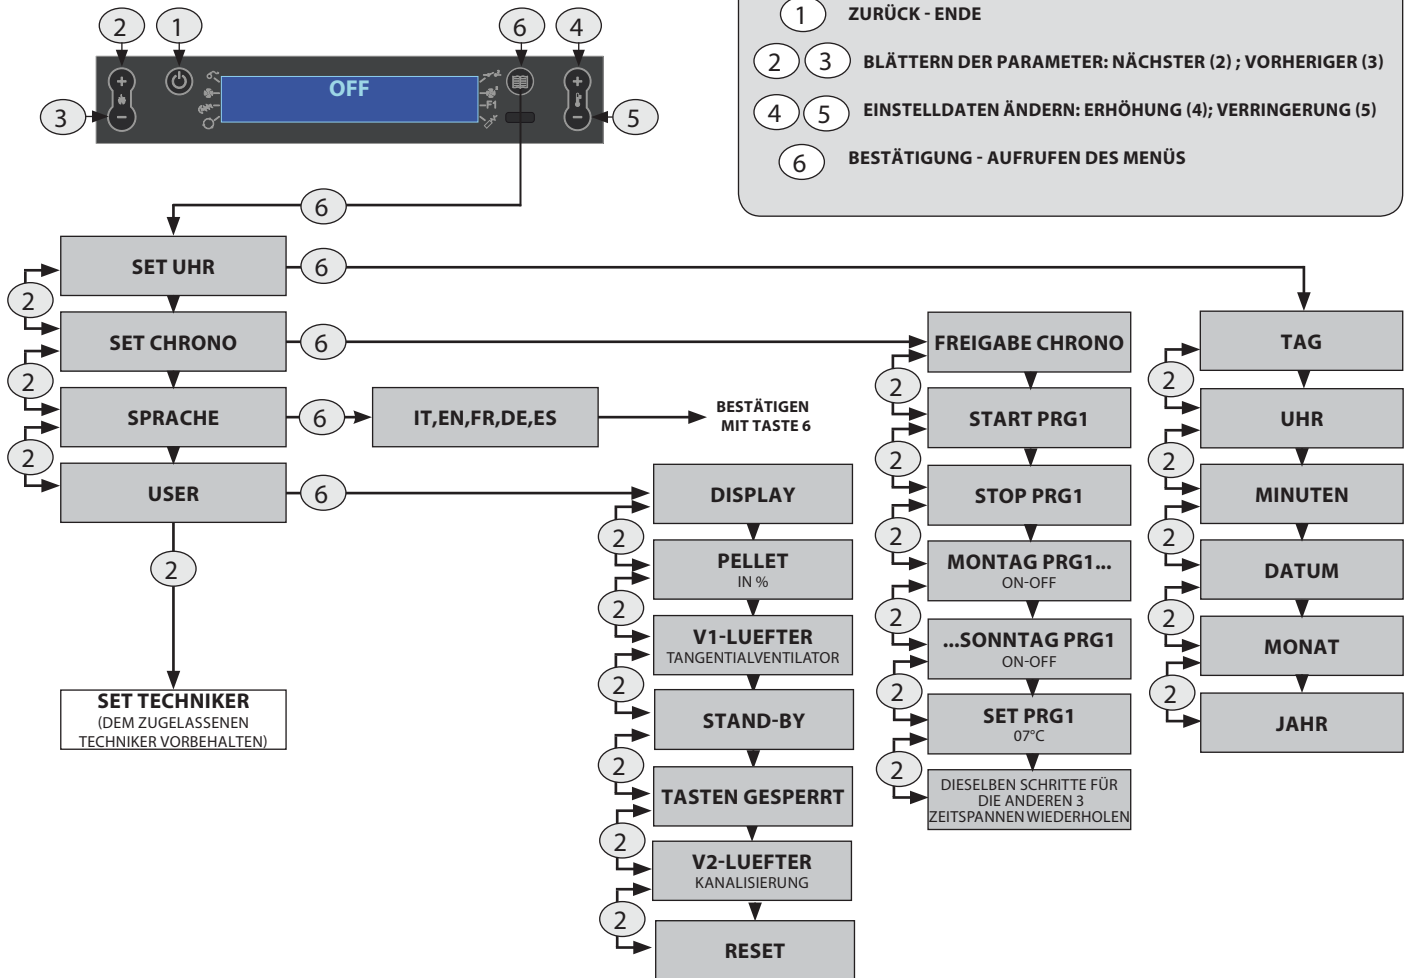 2
1
6
4
3
5
OFF
F1
1
ZURÜCK - ENDE
2
3
BLÄTTERN DER PARAMETER: NÄCHSTER (2) ; VORHERIGER (3)
4
5
EINSTELLDATEN ÄNDERN: ERHÖHUNG (4); VERRINGERUNG (5)
6
BESTÄTIGUNG - AUFRUFEN DES MENÜS
6
SET UHR
6
2
SET CHRONO
6
2
SPRACHE
6
IT,EN,FR,DE,ES
BESTÄTIGEN
MIT TASTE 6
2
USER
6
2
SET TECHNIKER
(DEM ZUGELASSENEN
TECHNIKER VORBEHALTEN)
DISPLAY
2
PELLET
IN %
2
V1-LUEFTER
TANGENTIALVENTILATOR
2
STAND-BY
2
TASTEN GESPERRT
2
V2-LUEFTER
KANALISIERUNG
2
RESET
FREIGABE CHRONO
2
START PRG1
2
STOP PRG1
2
MONTAG PRG1...
ON-OFF
2
...SONNTAG PRG1
ON-OFF
2
SET PRG1
07°C
2
DIESELBEN SCHRITTE FÜR
DIE ANDEREN 3
ZEITSPANNEN WIEDERHOLEN
TAG
2
UHR
2
MINUTEN
2
DATUM
2
MONAT
2
JAHR